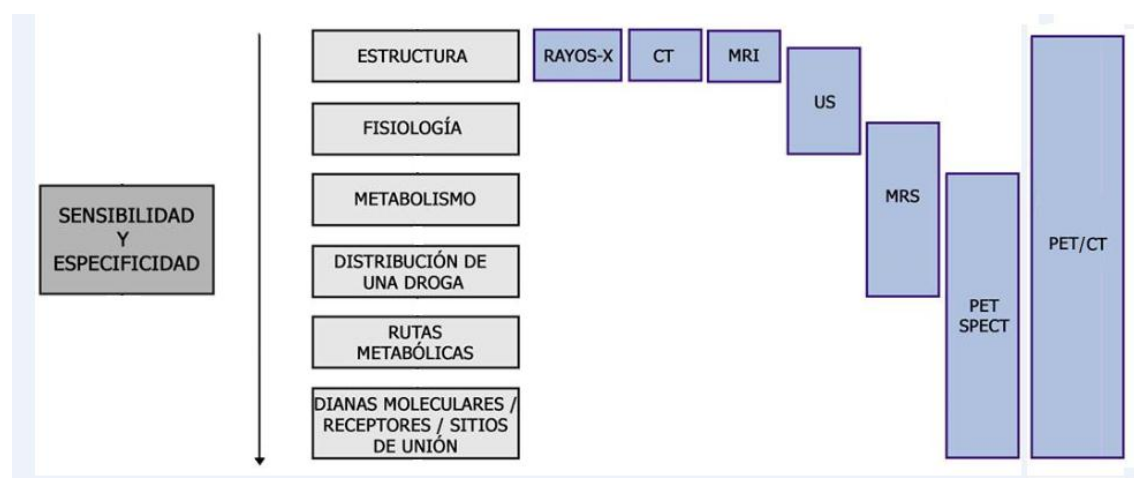 SENSIBILIDAD
Y
ESPECIFICIDAD
ESTRUCTURA
FISIOLOGÍA
METABOLISMO
DISTRIBUCIÓN DE
UNA DROGA
RUTAS
METABÓLICAS
DIANAS MOLECULARES /
RECEPTORES / SITIOS
DE UNIÓN
RAYOS-X
CT
MRI
US
MRS
PET
SPECT
PET/CT